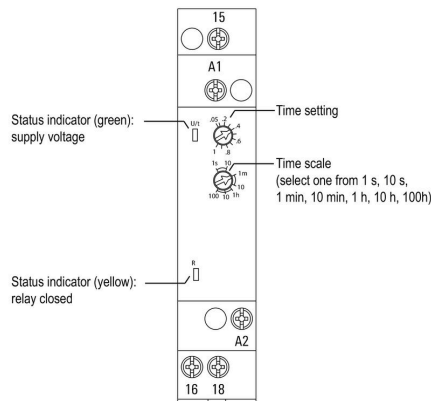 15
A1
Status indicator (green):
supply voltage
U/t
.05 .2 .4 .6 .8 1
Time setting
1s 10 1m 10 1h 10 100
Time scale
(select one from 1 s, 10 s,
1 min, 10 min, 1 h, 10 h, 100h)
R
Status indicator (yellow):
relay closed
A2
16 18